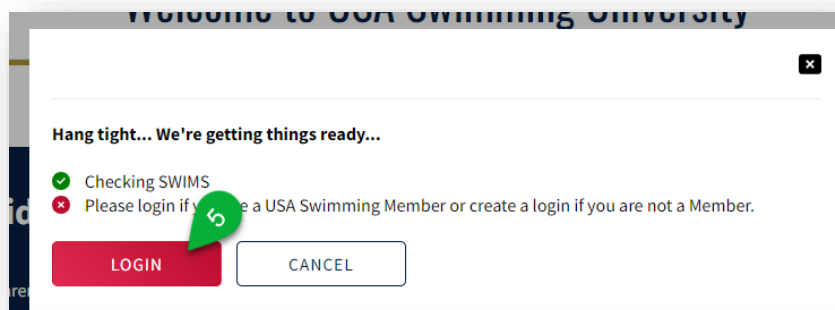 Welcome to USA Swimming University
Hang tight... We're getting things ready...
Checking SWIMS
Please login if a USA Swimming Member or create a login if you are not a Member.
5
LOGIN
CANCEL